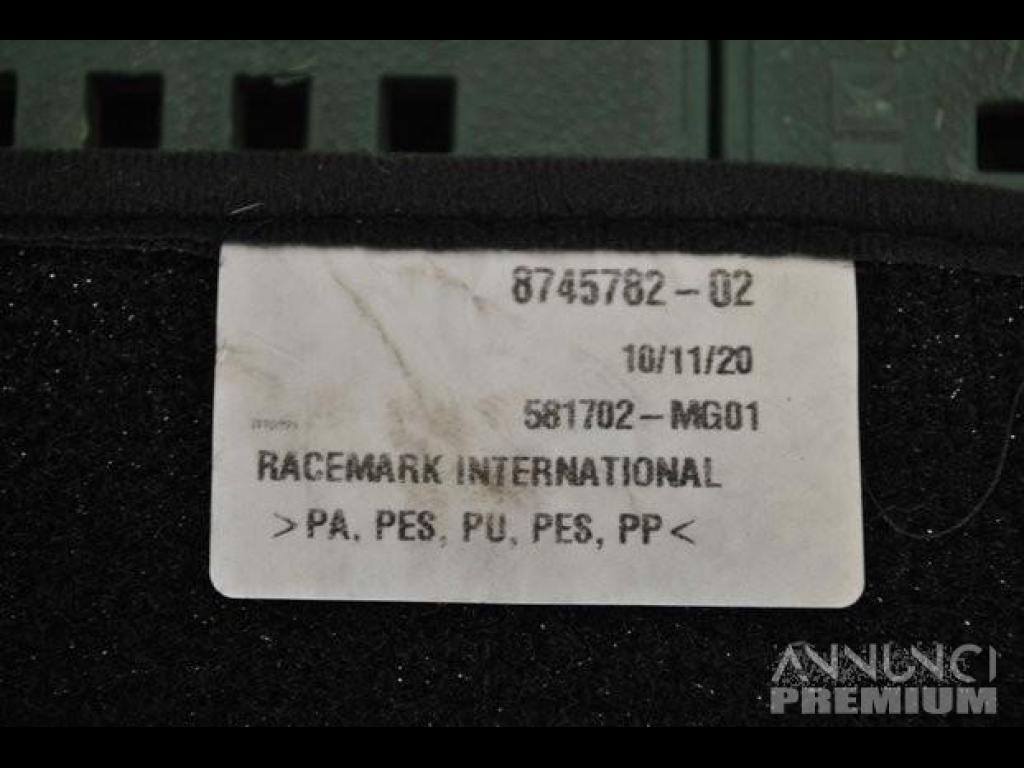 8745782-02
10/11/20
581702-MG01
RACEMARK INTERNATIONAL
>PA. PES, PU, PES, PP<
ANNUNCI
PREMIUM